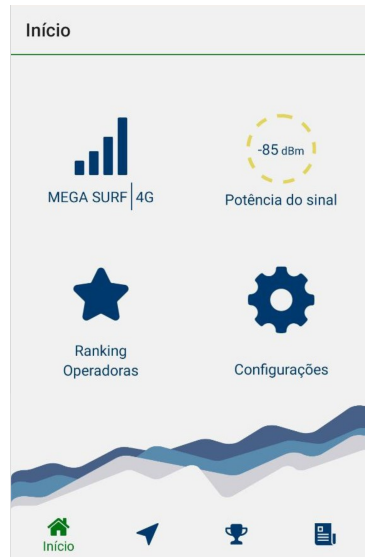 Início
MEGA SURF | 4G
-85 dBm
Potência do sinal
Ranking
Operadoras
Configurações
Início